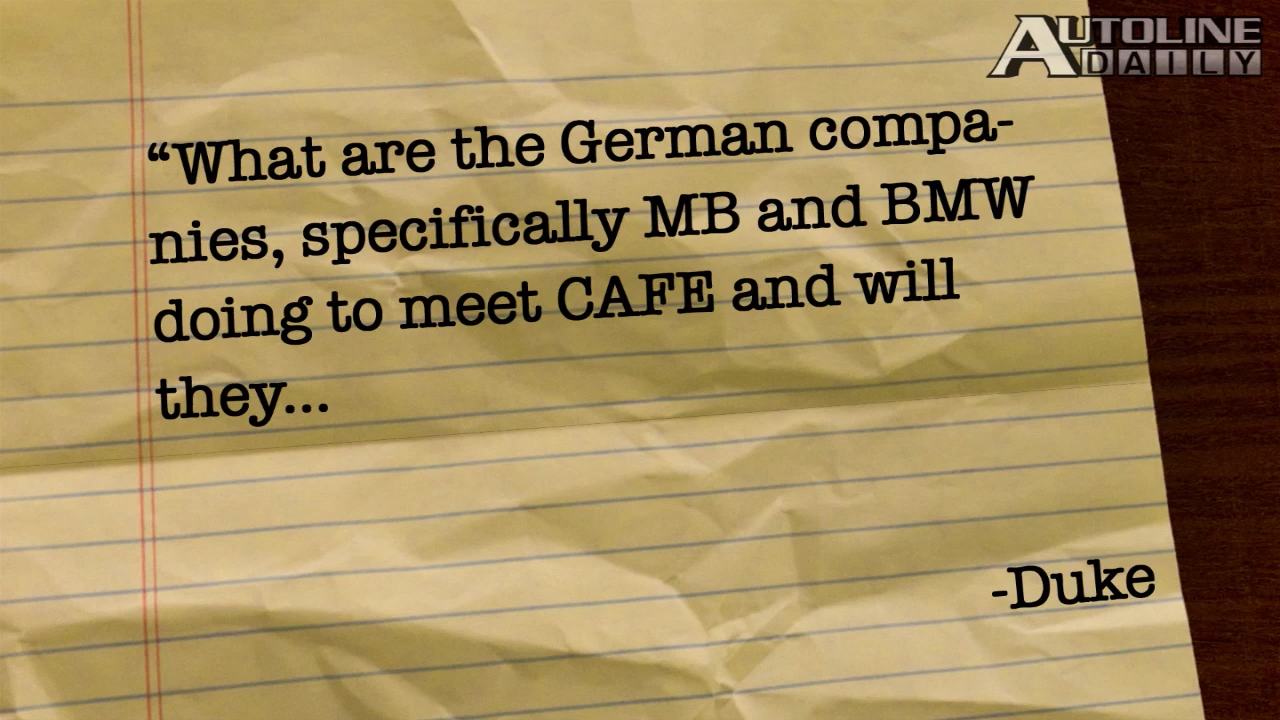 AUTOLINE
DAILY
“What are the German compa-
nies, specifically MB and BMW
doing to meet CAFE and will
they...
-Duke